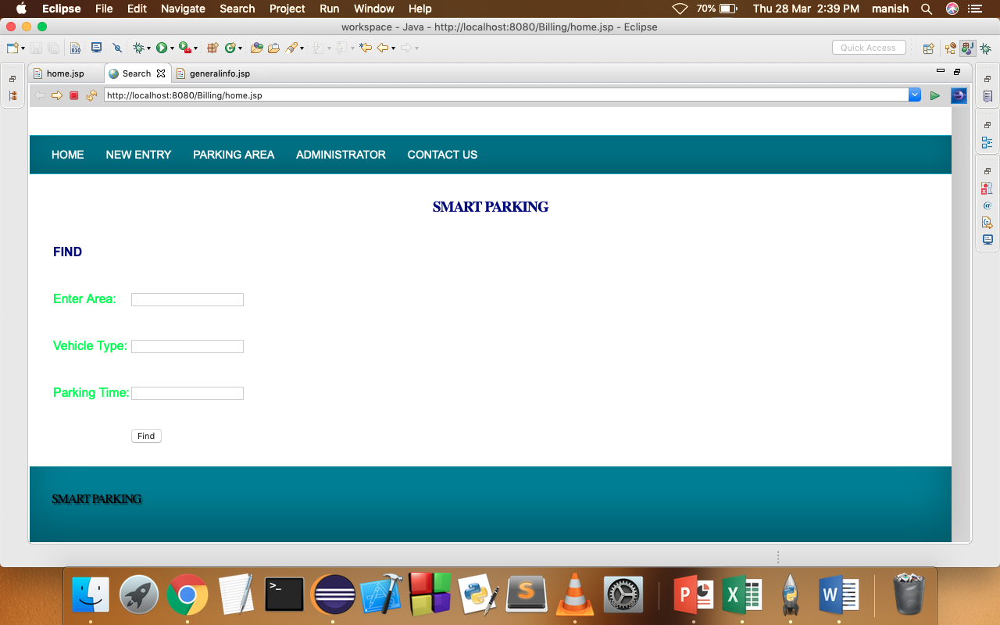 Eclipse File Edit Navigate Search Project Run Window Help 70% Thu 28 Mar 2:39 PM manish
workspace - Java - http://localhost:8080/Billing/home.jsp - Eclipse
010 Quick Access
home.jsp Search generalinfo.jsp
http://localhost:8080/Billing/home.jsp
HOME NEW ENTRY PARKING AREA ADMINISTRATOR CONTACT US
SMART PARKING
FIND
Enter Area:
Vehicle Type:
Parking Time:
Find
SMART PARKING
>_ S P X W